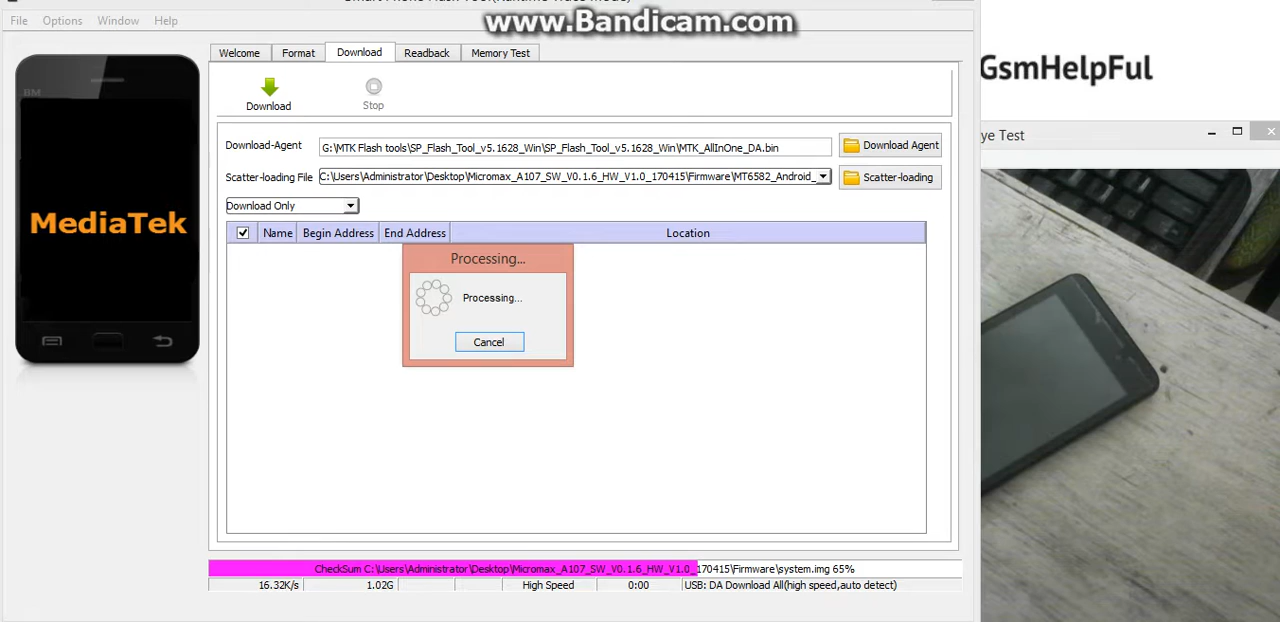 www.Bandicam.com
File Options Window Help
Welcome Format Download Readback Memory Test
GsmHelpFul
BM
Download Stop
MediaTek
Download-Agent G:\MTK Flash tools\SP_Flash_Tool_v5.1628_Win\SP_Flash_Tool_v5.1628_Win\MTK_AllInOne_DA.bin Download Agent
ye Test
Scatter-loading File C:\Users\Administrator\Desktop\Micromax_A107_SW_V0.1.6_HW_V1.0_170415\Firmware\MT6582_Android_ Scatter-loading
Download Only
Name Begin Address End Address Location
Processing...
Processing...
Cancel
CheckSum C:\Users\Administrator\Desktop\Micromax_A107_SW_V0.1.6_HW_V1.0_170415\Firmware\system.img 65%
16.32K/s 1.02G High Speed 0:00 USB: DA Download All(high speed,auto detect)